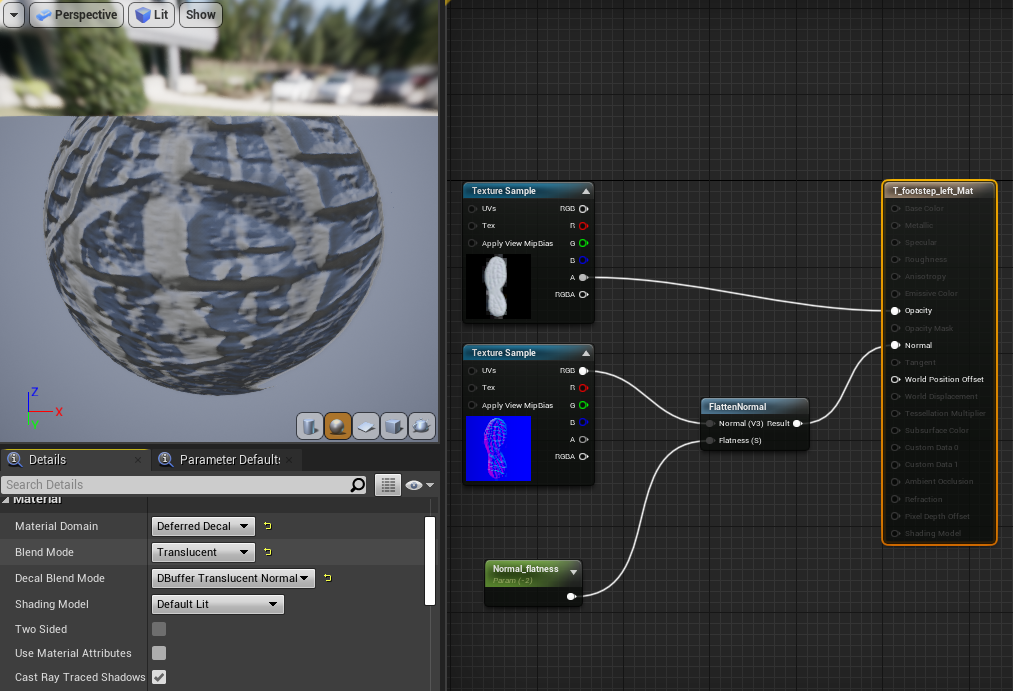 Perspective
Lit
Show
Z
X
Y
Details
Parameter Default
Search Details
Material
Material Domain
Deferred Decal
Blend Mode
Translucent
Decal Blend Mode
DBuffer Translucent Normal
Shading Model
Default Lit
Two Sided
Use Material Attributes
Cast Ray Traced Shadows
Texture Sample
UVs
RGB
Tex
R
Apply View MipBias
G
B
A
RGBA
Texture Sample
UVs
RGB
Tex
R
Apply View MipBias
G
B
A
RGBA
Normal_flatness
Param (-2)
FlattenNormal
Normal (V3)
Result
Flatness (S)
T_footstep_left_Mat
Base Color
Metallic
Specular
Roughness
Anisotropy
Emissive Color
Opacity
Opacity Mask
Normal
Tangent
World Position Offset
World Displacement
Tessellation Multiplier
Subsurface Color
Custom Data 0
Custom Data 1
Ambient Occlusion
Refraction
Pixel Depth Offset
Shading Model